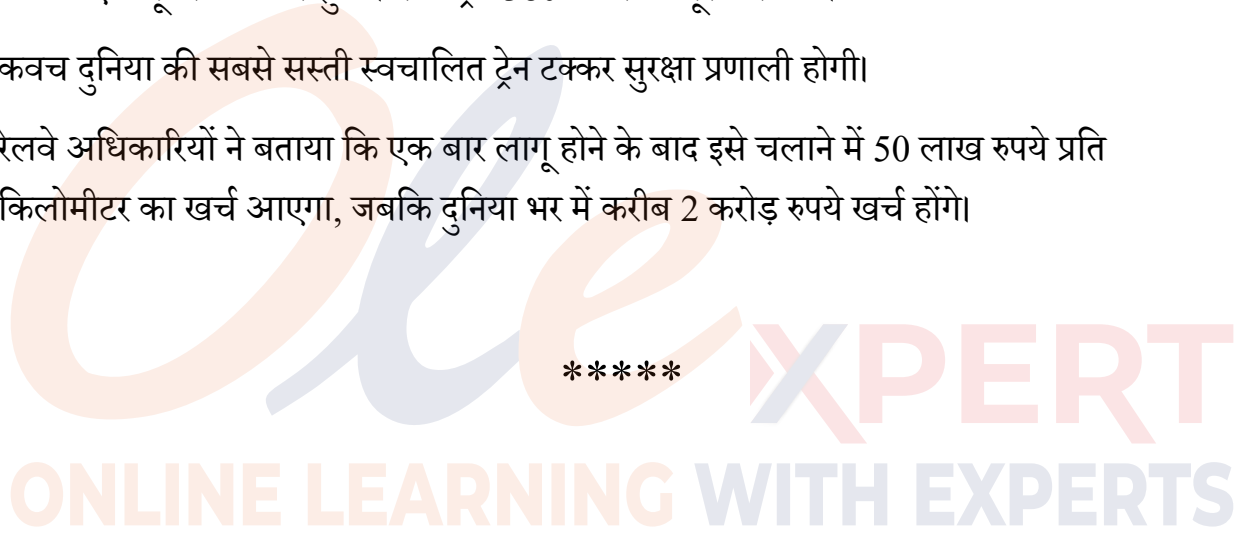 कवच दुनिया की सबसे सस्ती स्वचालित ट्रेन टक्कर सुरक्षा प्रणाली होगी।
रेलवे अधिकारियों ने बताया कि एक बार लागू होने के बाद इसे चलाने में 50 लाख रुपये प्रति
किलोमीटर का खर्च आएगा, जबकि दुनिया भर में करीब 2 करोड़ रुपये खर्च होंगे।
*****
Ole XPERT
ONLINE LEARNING WITH EXPERTS